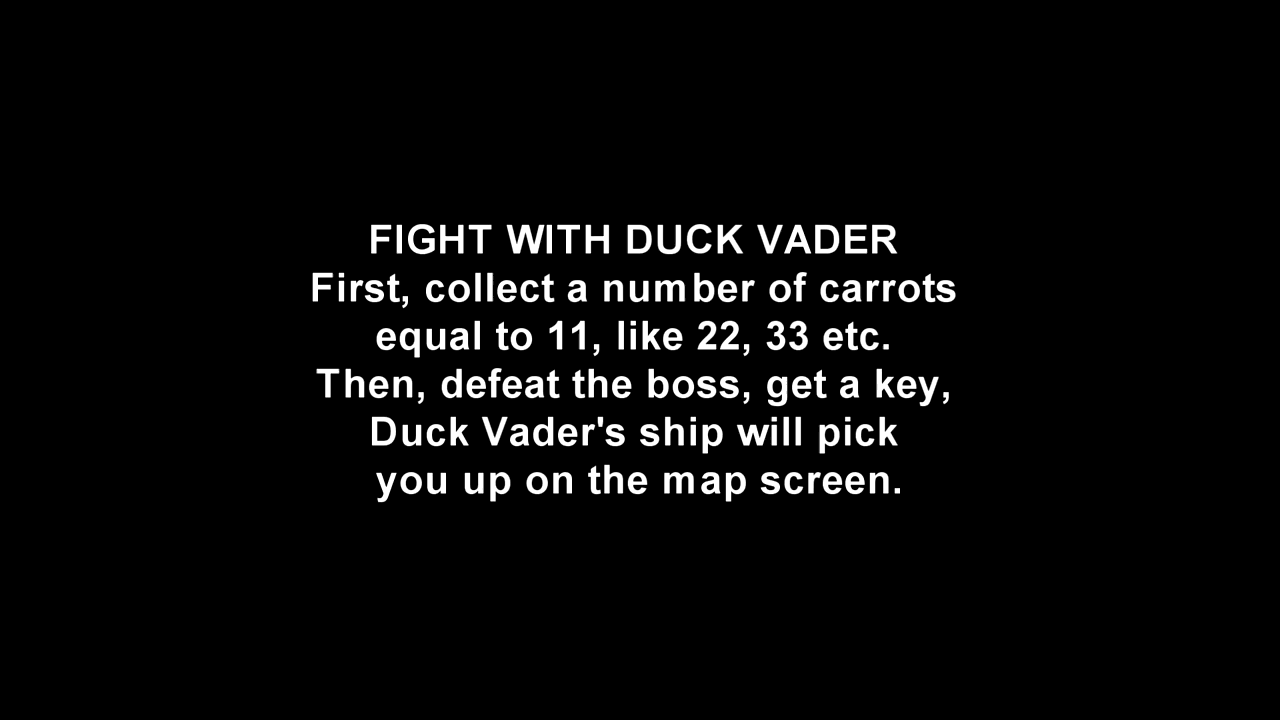 FIGHT WITH DUCK VADER
First, collect a number of carrots
equal to 11, like 22, 33 etc.
Then, defeat the boss, get a key,
Duck Vader's ship will pick
you up on the map screen.